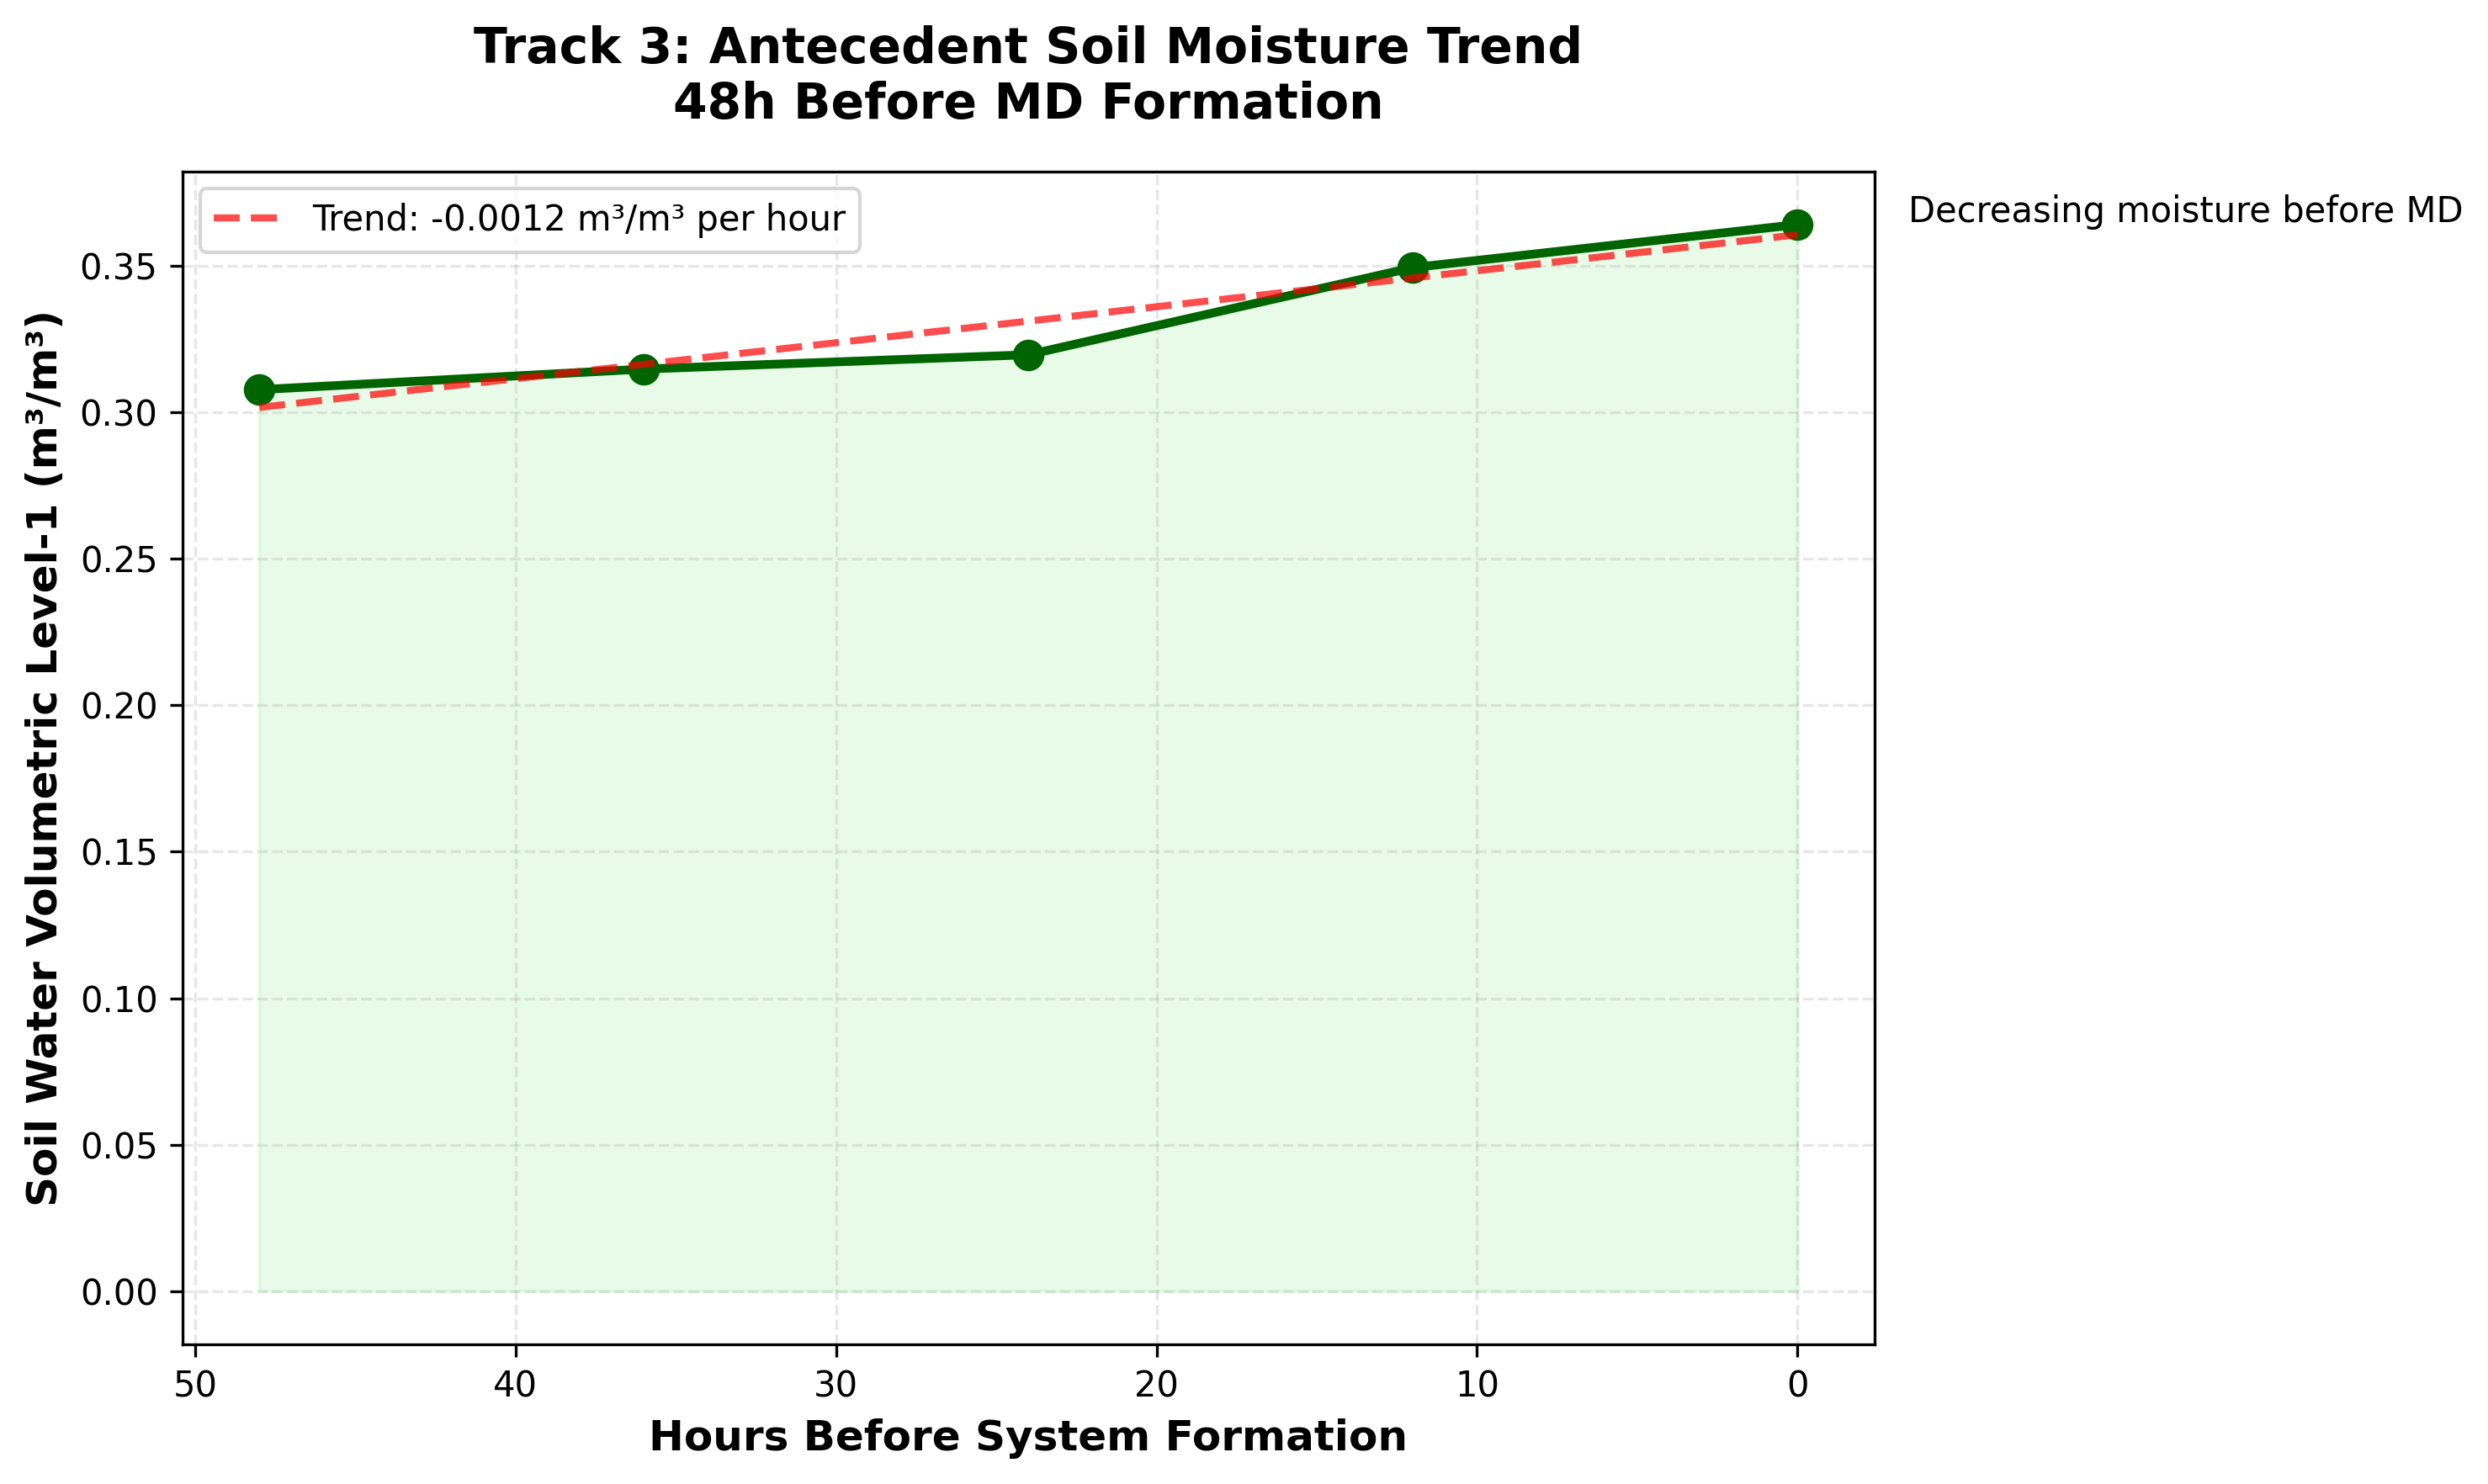 Track 3: Antecedent Soil Moisture Trend
48h Before MD Formation
Trend: -0.0012 m³/m³ per hour
Decreasing moisture before MD
Soil Water Volumetric Level-1 (m³/m³)
0.35
0.30
0.25
0.20
0.15
0.10
0.05
0.00
50 40 30 20 10 0
Hours Before System Formation